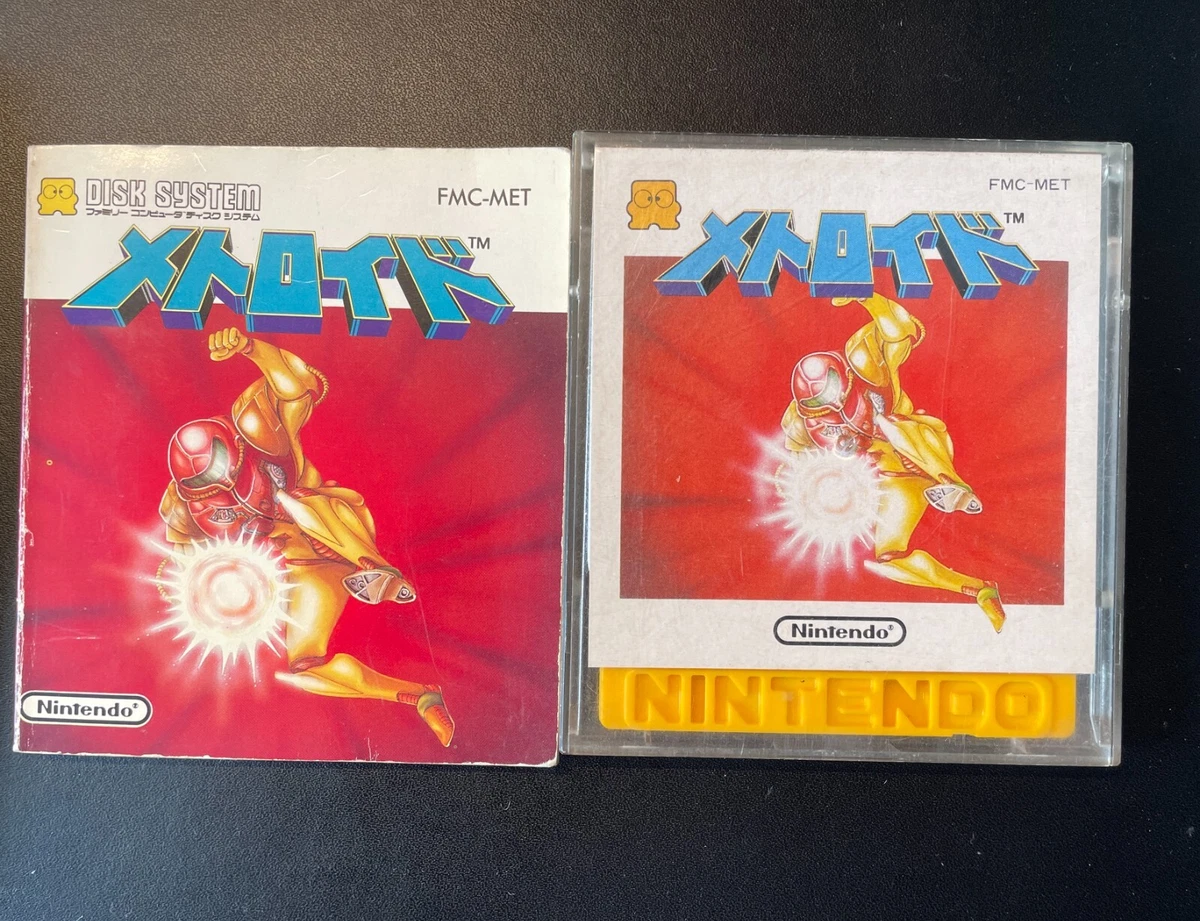 DISK SYSTEM
ファミリー コンピュータ ディスク システム
FMC-MET
メトロイド™
Nintendo®
FMC-MET
メトロイド™
Nintendo®
NINTENDO